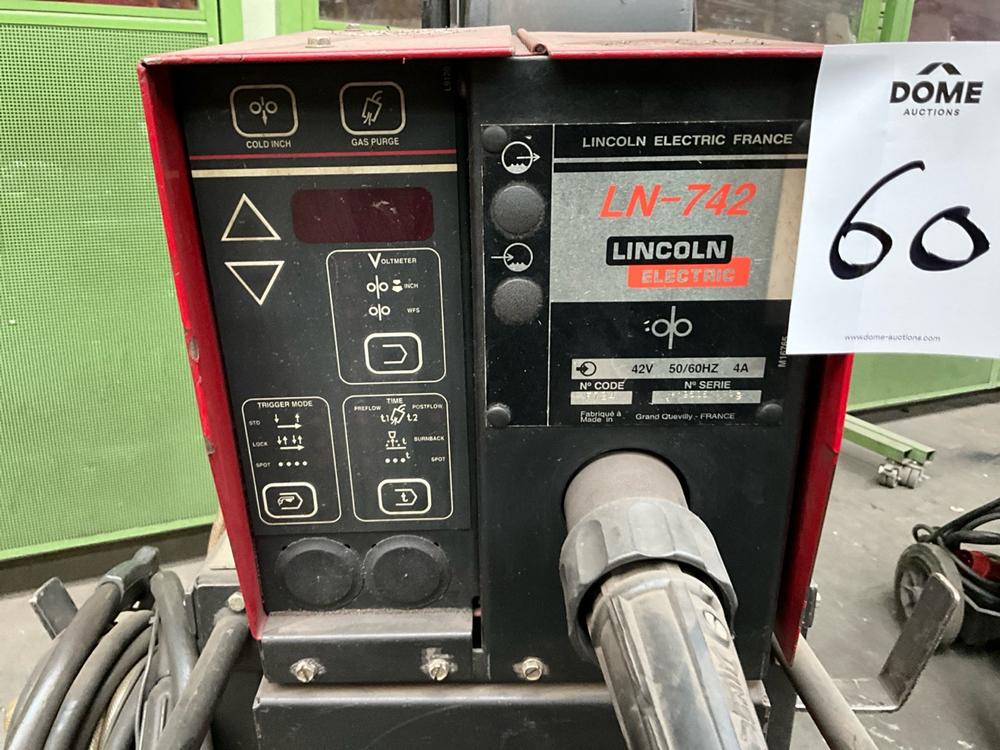 COLD INCH
GAS PURGE
VOLTMETER
INCH
WFS
TRIGGER MODE
STD
LOCK
SPOT
TIME
PREFLOW t1 t2 POSTFLOW
t BURNBACK
t SPOT
t
LINCOLN ELECTRIC FRANCE
LN-742
LINCOLN
ELECTRIC
42V 50/60HZ 4A
N° CODE N° SERIE
Fabriqué à
Made in Grand Quevilly - FRANCE
M16765
DOME
AUCTIONS
60
www.dome-auctions.com